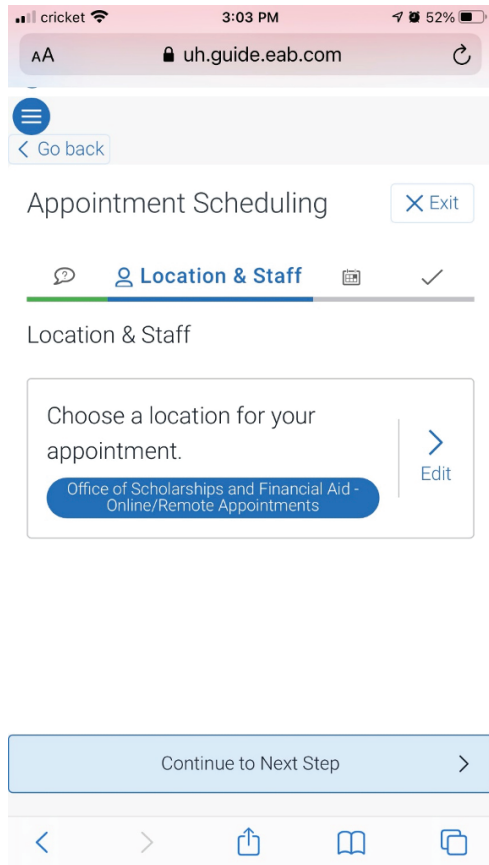 cricket 3:03 PM 52%
AA uh.guide.eab.com
Go back
Appointment Scheduling
Exit
Location & Staff
Location & Staff
Choose a location for your
appointment.
Office of Scholarships and Financial Aid -
Online/Remote Appointments
Edit
Continue to Next Step